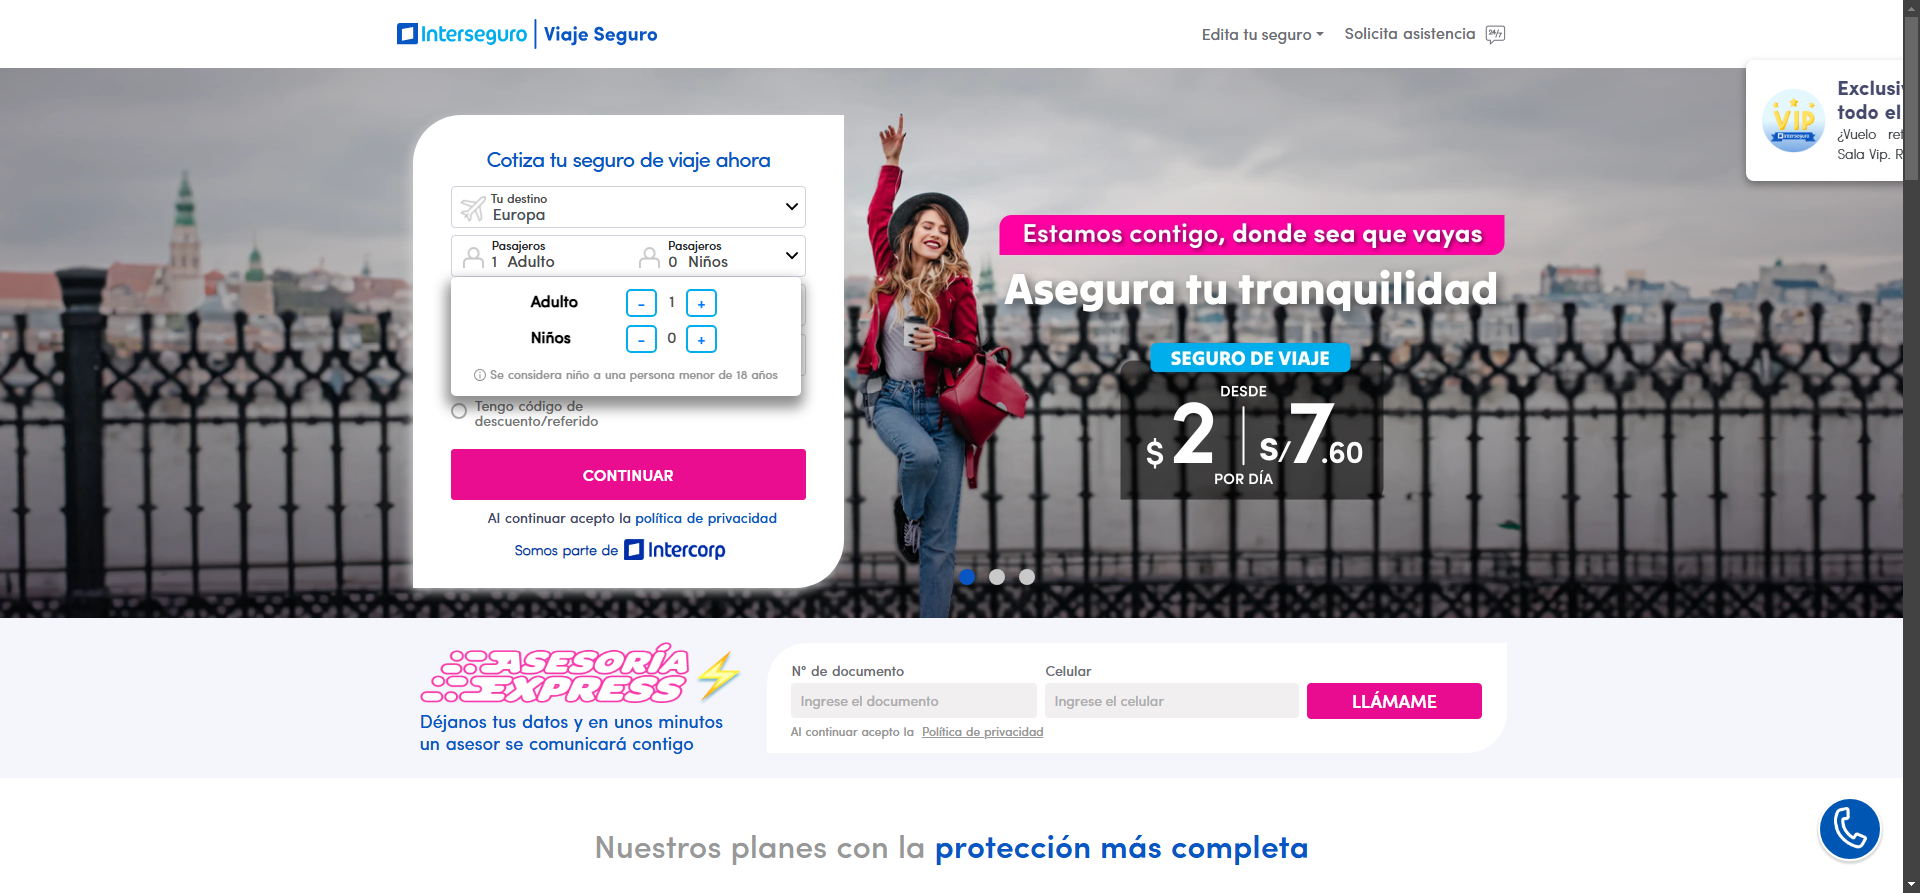 Interseguro | Viaje Seguro
Edita tu seguro
Solicita asistencia
24/7
Exclusi
todo el
¿Vuelo ret
Sala Vip. R
VIP
Interseguro
Cotiza tu seguro de viaje ahora
Tu destino
Europa
Pasajeros
1 Adulto
Pasajeros
0 Niños
Adulto
- 1 +
Niños
- 0 +
Se considera niño a una persona menor de 18 años
Tengo código de
descuento/referido
CONTINUAR
Al continuar acepto la política de privacidad
Somos parte de Intercorp
Estamos contigo, donde sea que vayas
Asegura tu tranquilidad
SEGURO DE VIAJE
DESDE
$ 2 | S/7.60
POR DÍA
ASESORÍA
EXPRESS
Déjanos tus datos y en unos minutos
un asesor se comunicará contigo
N° de documento
Ingrese el documento
Celular
Ingrese el celular
LLÁMAME
Al continuar acepto la Política de privacidad
Nuestros planes con la protección más completa